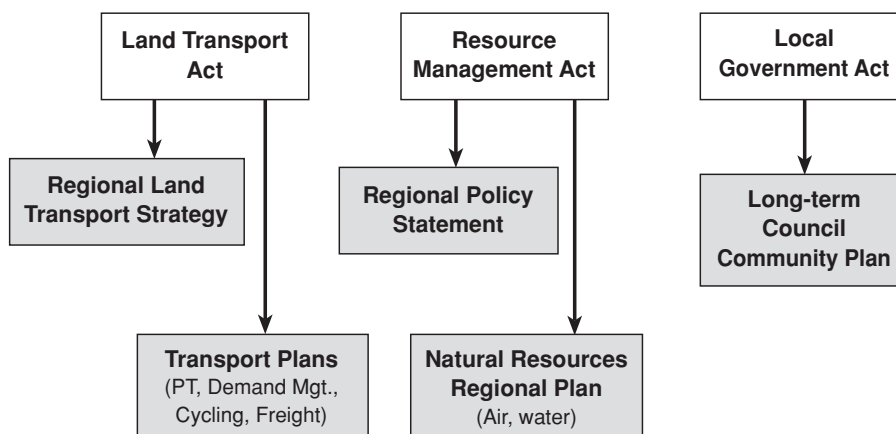 Land Transport
Act
Resource
Management Act
Local
Government Act
Regional Land
Transport Strategy
Regional Policy
Statement
Long-term
Council
Community Plan
Transport Plans
(PT, Demand Mgt.,
Cycling, Freight)
Natural Resources
Regional Plan
(Air, water)